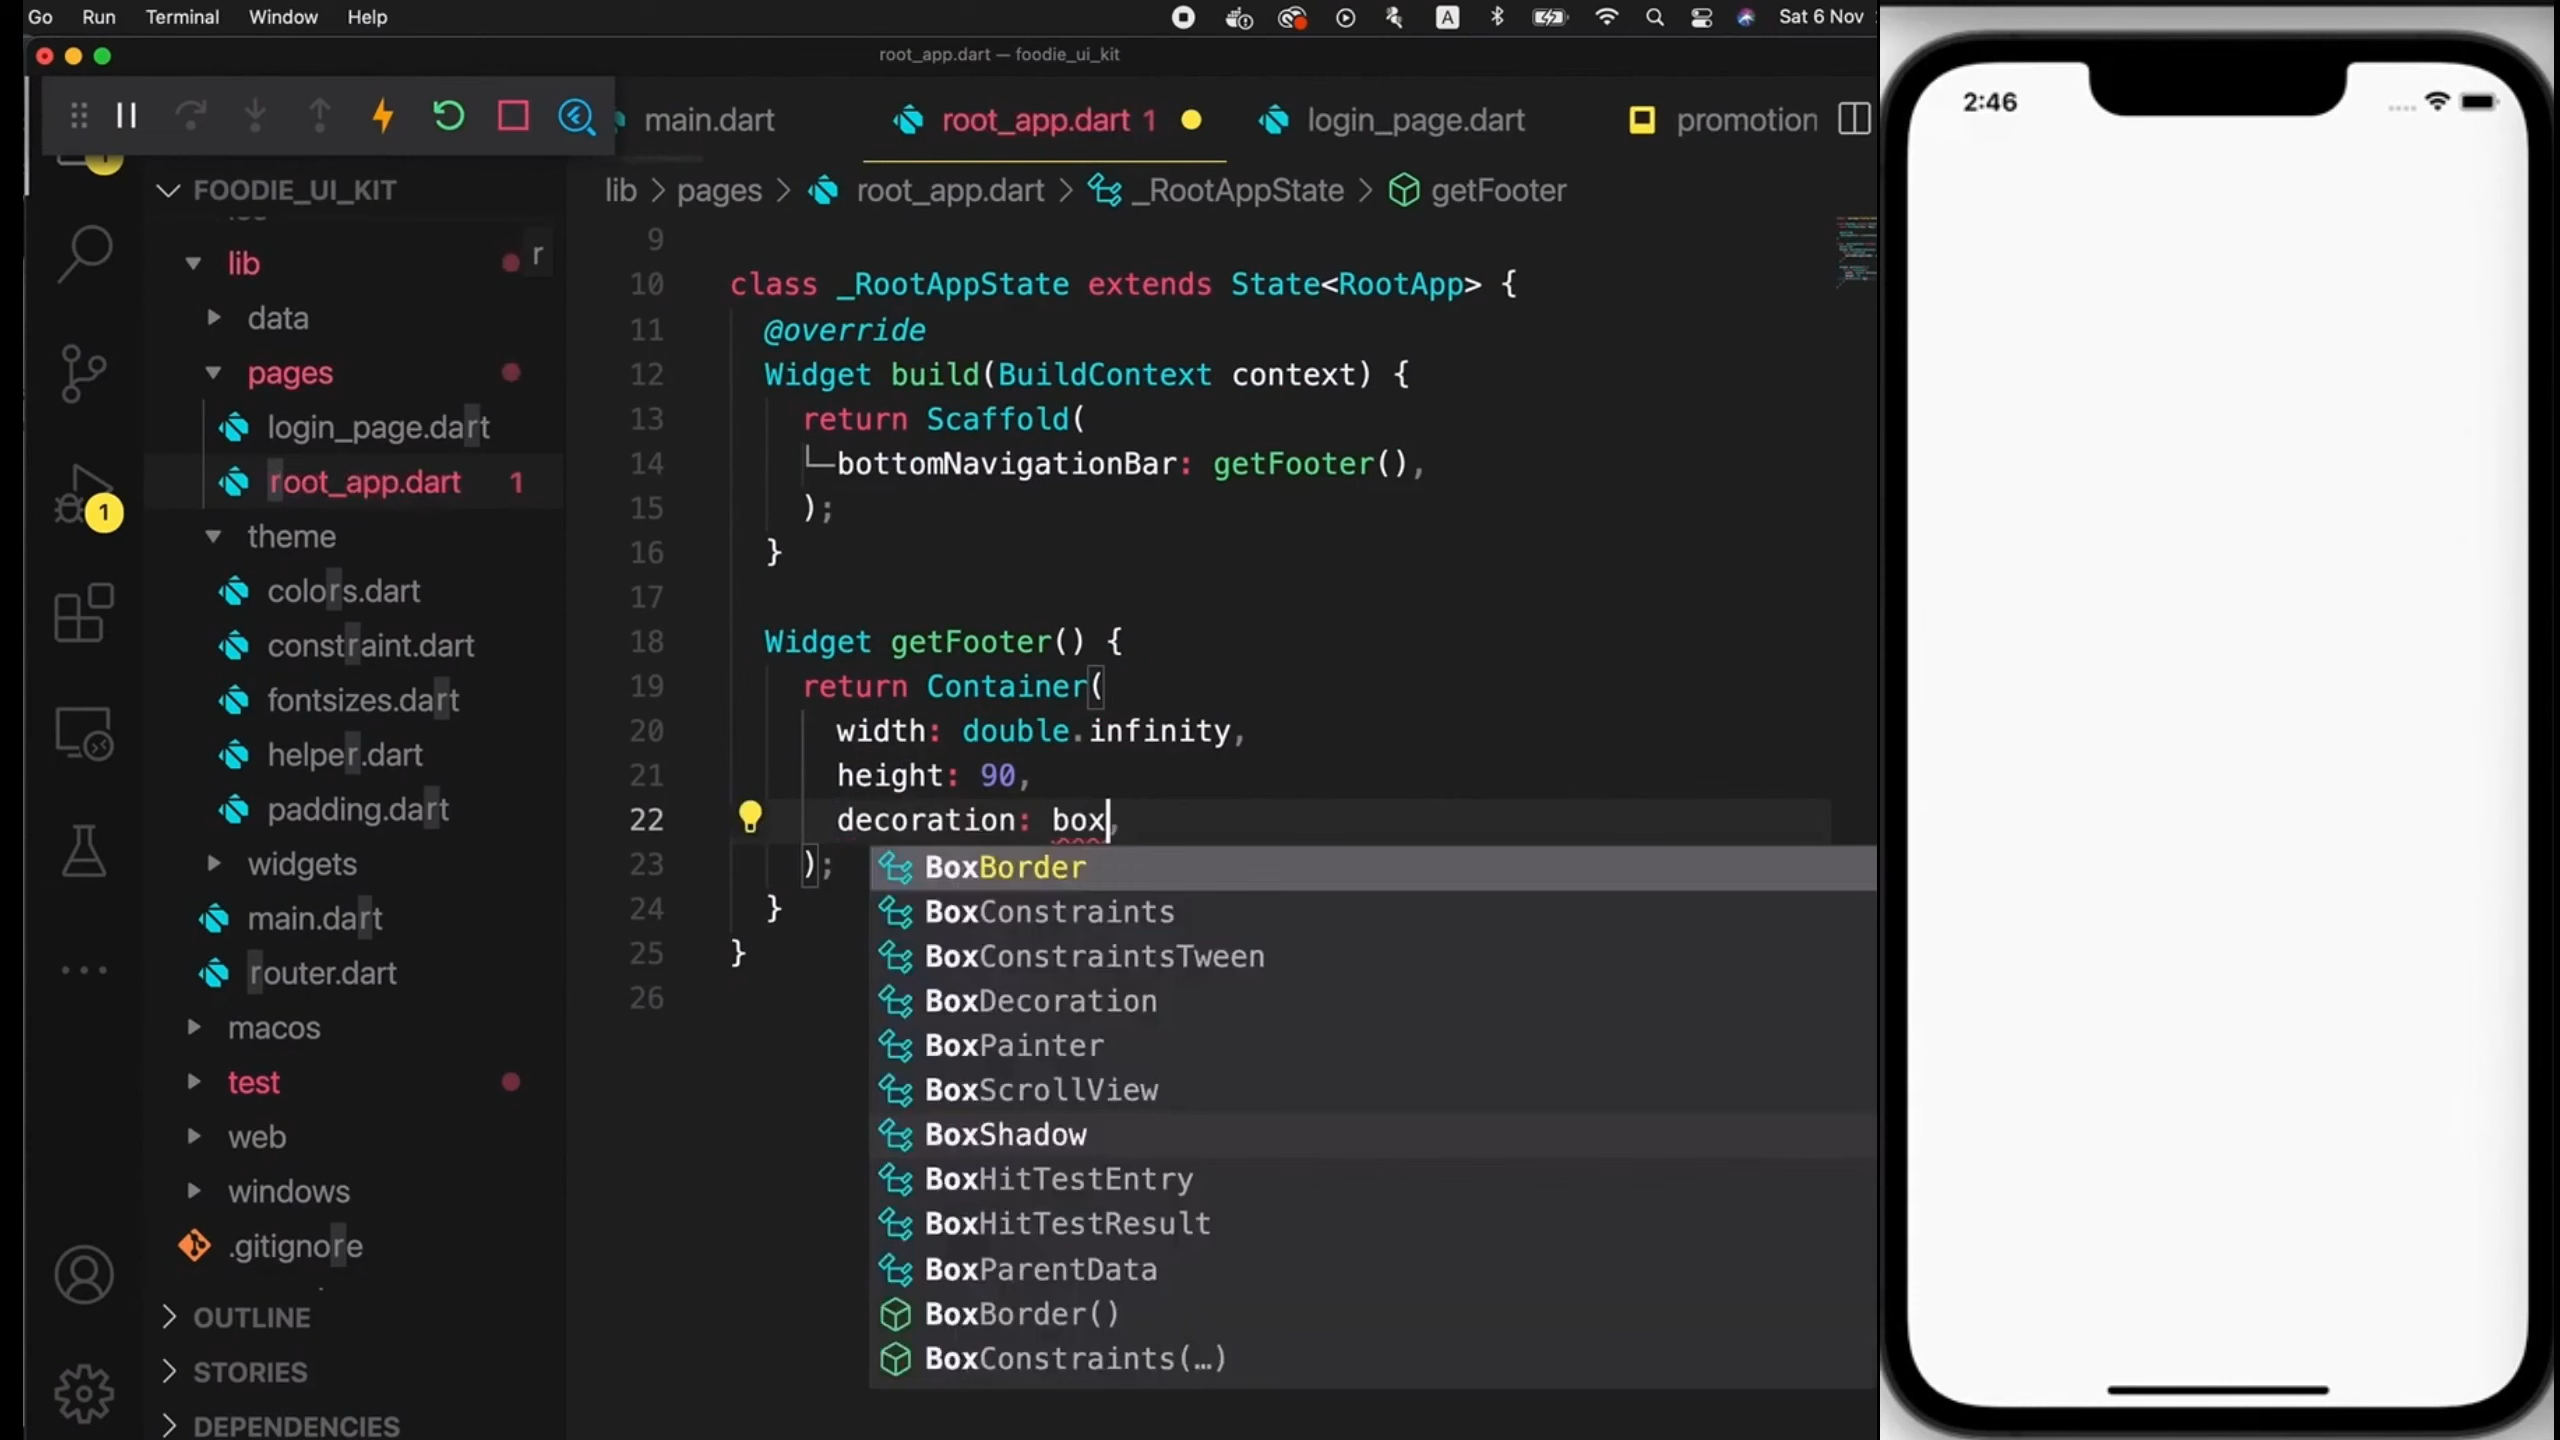 Go Run Terminal Window Help A Sat 6 Nov
root_app.dart — foodie_ui_kit
main.dart root_app.dart 1 login_page.dart promotion
lib > pages > root_app.dart > _RootAppState > getFooter
FOODIE_UI_KIT
lib
r
data
pages
login_page.dart
root_app.dart 1
theme
colors.dart
constraint.dart
fontsizes.dart
helper.dart
padding.dart
widgets
main.dart
router.dart
macos
test
web
windows
.gitignore
OUTLINE
STORIES
DEPENDENCIES
1
9
10 class _RootAppState extends State<RootApp> {
11 @override
12 Widget build(BuildContext context) {
13 return Scaffold(
14 bottomNavigationBar: getFooter(),
15 );
16 }
17
18 Widget getFooter() {
19 return Container(
20 width: double.infinity,
21 height: 90,
22 decoration: box,
23 );
24 }
25 }
26
BoxBorder
BoxConstraints
BoxConstraintsTween
BoxDecoration
BoxPainter
BoxScrollView
BoxShadow
BoxHitTestEntry
BoxHitTestResult
BoxParentData
BoxBorder()
BoxConstraints(…)
2:46